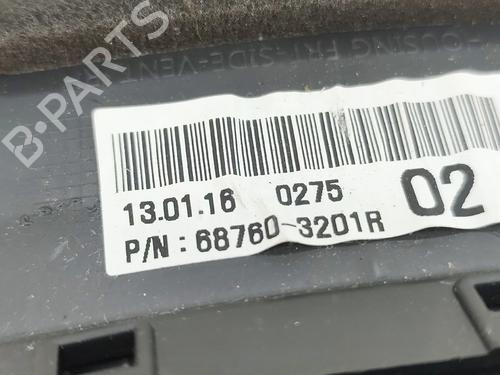 HOUSING FRT-SIDE-VENT
B-PARTS
13.01.16 0275
02
P/N : 68760-3201R